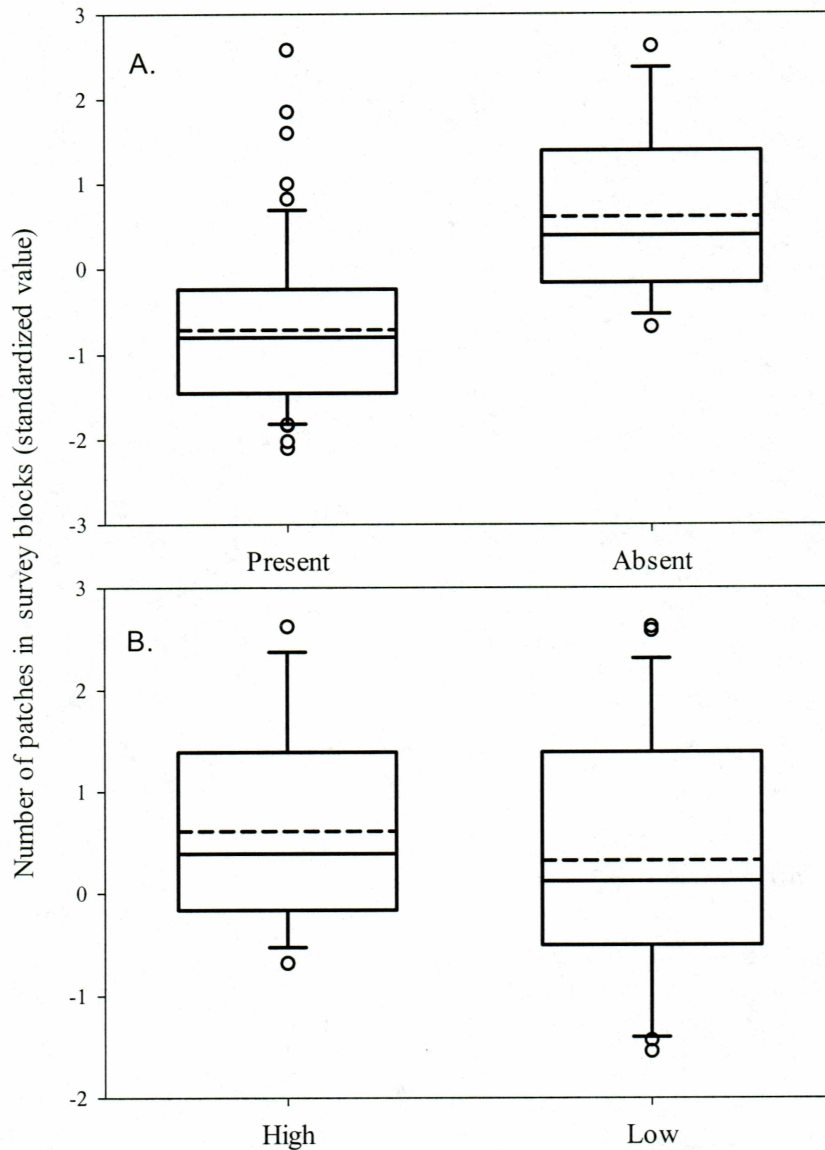 Number of patches in survey blocks (standardized value)
A.
3
2
1
0
-1
-2
-3
Present Absent
B.
3
2
1
0
-1
-2
High Low